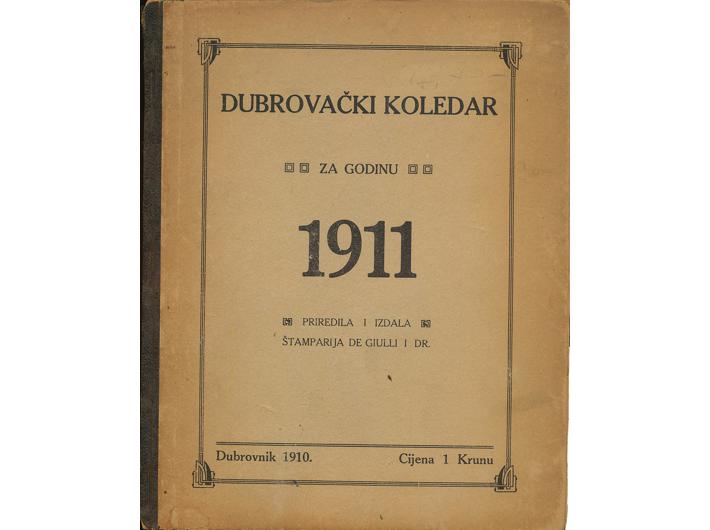 DUBROVAČKI KOLEDAR
ZA GODINU
1911
PRIREDILA I IZDALA
ŠTAMPARIJA DE GIULLI I DR.
Dubrovnik 1910. Cijena 1 Krunu